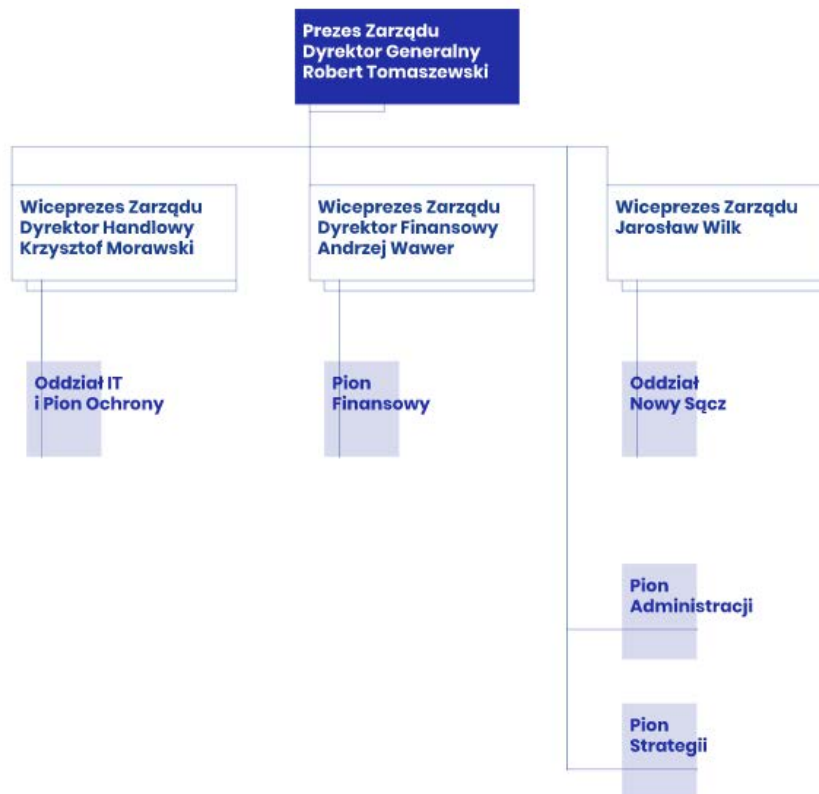 Prezes Zarządu
Dyrektor Generalny
Robert Tomaszewski
Wiceprezes Zarządu
Dyrektor Handlowy
Krzysztof Morawski
Wiceprezes Zarządu
Dyrektor Finansowy
Andrzej Wawer
Wiceprezes Zarządu
Jarosław Wilk
Oddział IT
i Pion Ochrony
Pion
Finansowy
Oddział
Nowy Sącz
Pion
Administracji
Pion
Strategii